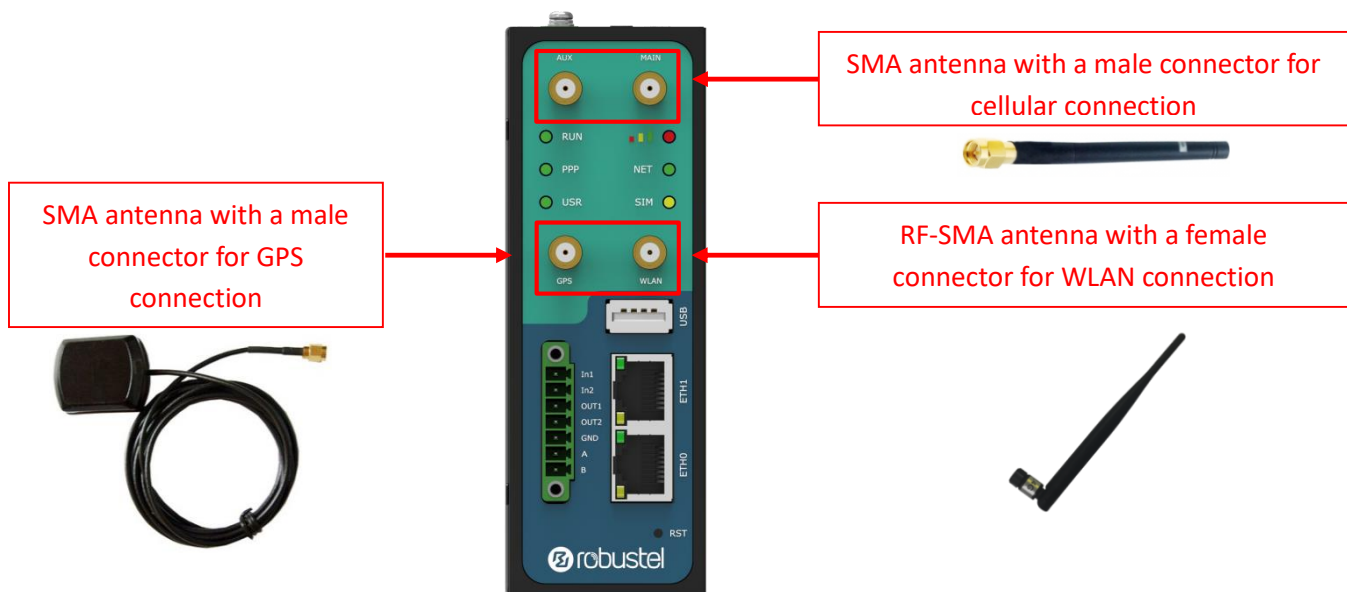 SMA antenna with a male connector for
cellular connection
AUX
MAIN
RUN
PPP
NET
USR
SIM
SMA antenna with a male
connector for GPS
connection
RF-SMA antenna with a female
connector for WLAN connection
GPS
WLAN
USB
In1
In2
OUT1
OUT2
GND
A
B
ETH1
ETH0
RST
robustel